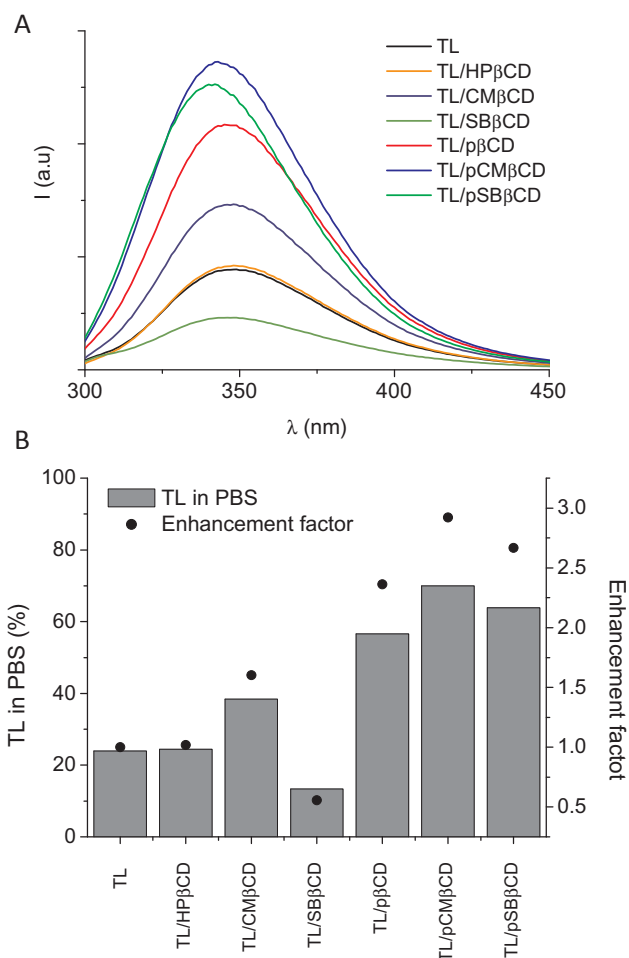 A
I (a.u)
TL
TL/HPβCD
TL/CMβCD
TL/SBβCD
TL/pβCD
TL/pCMβCD
TL/pSBβCD
300
350
400
450
λ (nm)
B
TL in PBS
Enhancement factor
TL in PBS (%)
100
80
60
40
20
0
3.0
2.5
2.0
1.5
1.0
0.5
Enhancement factot
TL
TL/HPβCD
TL/CMβCD
TL/SBβCD
TL/pβCD
TL/pCMβCD
TL/pSBβCD